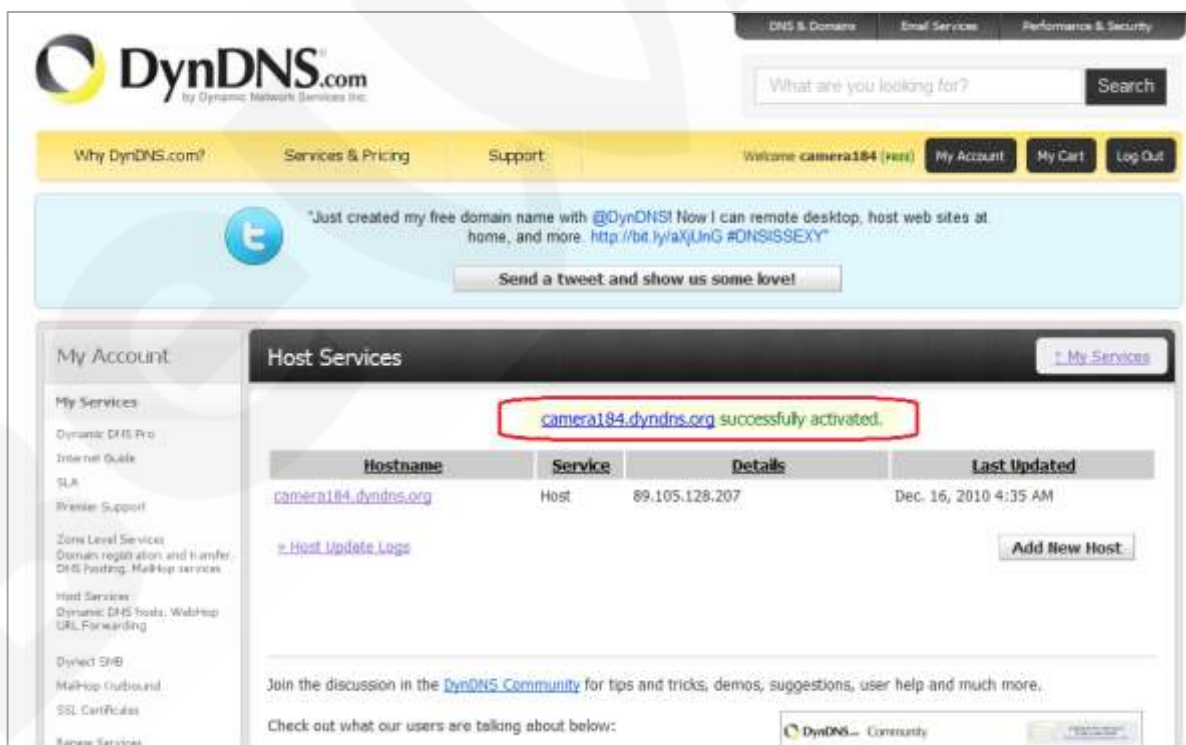 DNS & Domains Email Services Performance & Security
DynDNS.com
by Dynamic Network Services Inc.
What are you looking for? Search
Why DynDNS.com? Services & Pricing Support Welcome camera184 (FREE) My Account My Cart Log Out
"Just created my free domain name with @DynDNS! Now I can remote desktop, host web sites at
home, and more. http://bit.ly/aXjUnG #DNSISSEXY"
Send a tweet and show us some love!
My Account
Host Services
↑ My Services
My Services
Dynamic DNS Pro
Internet Guide
SLA
Premier Support
Zone Level Services
Domain registration and transfer,
DNS hosting, MailHop services
Host Services
Dynamic DNS hosts, WebHop
URL Forwarding
Dynect SMB
MailHop Outbound
SSL Certificates
Renew Services
camera184.dyndns.org successfully activated.
Hostname Service Details Last Updated
camera184.dyndns.org Host 89.105.128.207 Dec. 16, 2010 4:35 AM
» Host Update Logs
Add New Host
Join the discussion in the DynDNS Community for tips and tricks, demos, suggestions, user help and much more.
Check out what our users are talking about below:
DynDNS Community